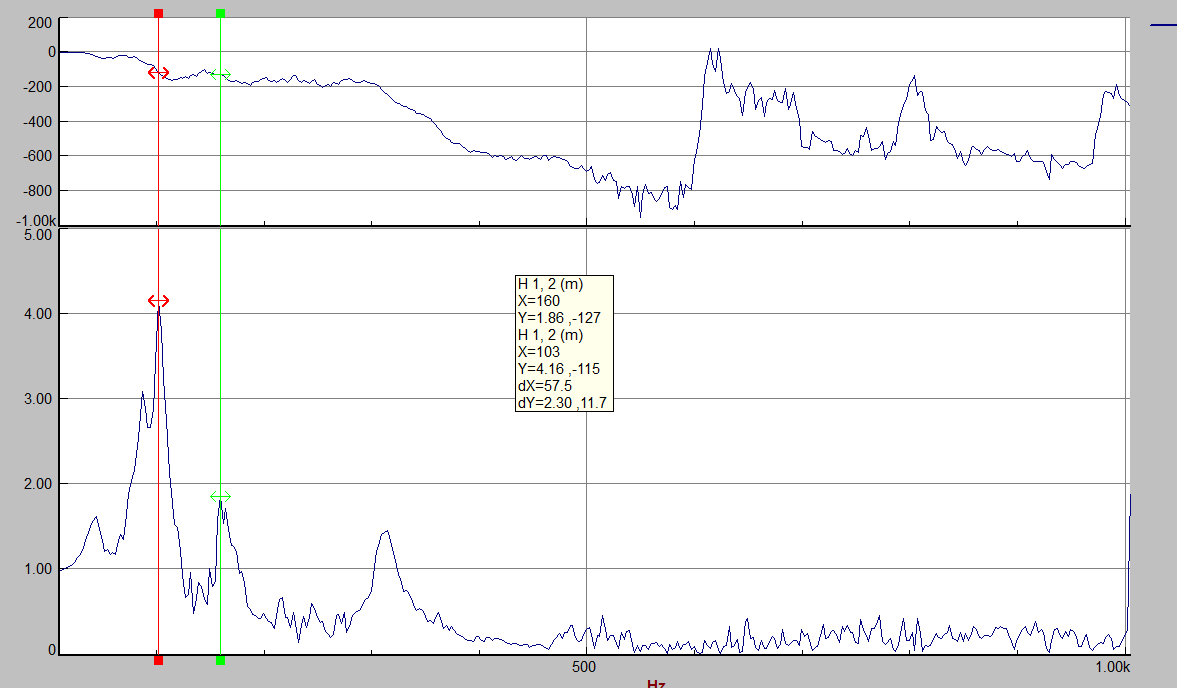 200
0
-200
-400
-600
-800
-1.00k
5.00
4.00
3.00
2.00
1.00
0
H 1, 2 (m)
X=160
Y=1.86 ,-127
H 1, 2 (m)
X=103
Y=4.16 ,-115
dX=57.5
dY=2.30 ,11.7
500
1.00k
Hz